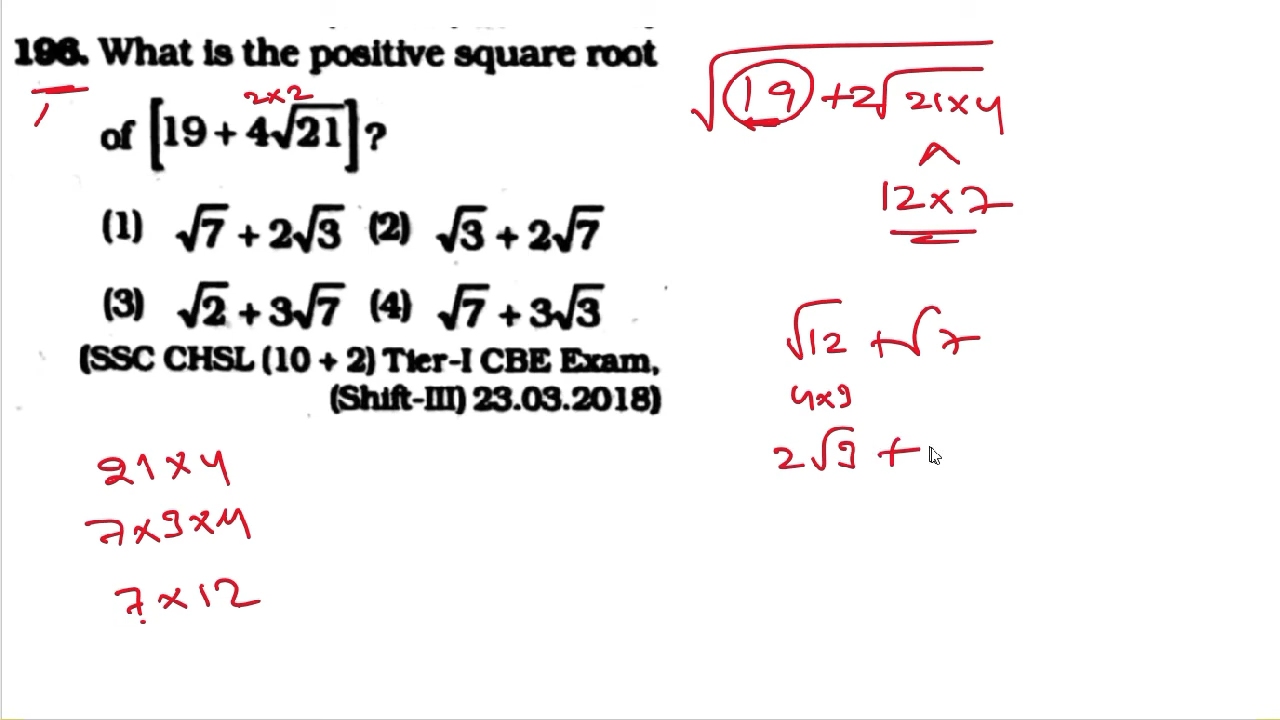 196. What is the positive square root
2×2
of [19 + 4√21]?
(1) √7 + 2√3 (2) √3 + 2√7
(3) √2 + 3√7 (4) √7 + 3√3
(SSC CHSL (10 + 2) Tier-I CBE Exam,
(Shift-III) 23.03.2018)
21×4
7×3×4
7×12
√(19 + 2√(21×4))
12×7
√12 + √7
4×3
2√3 +